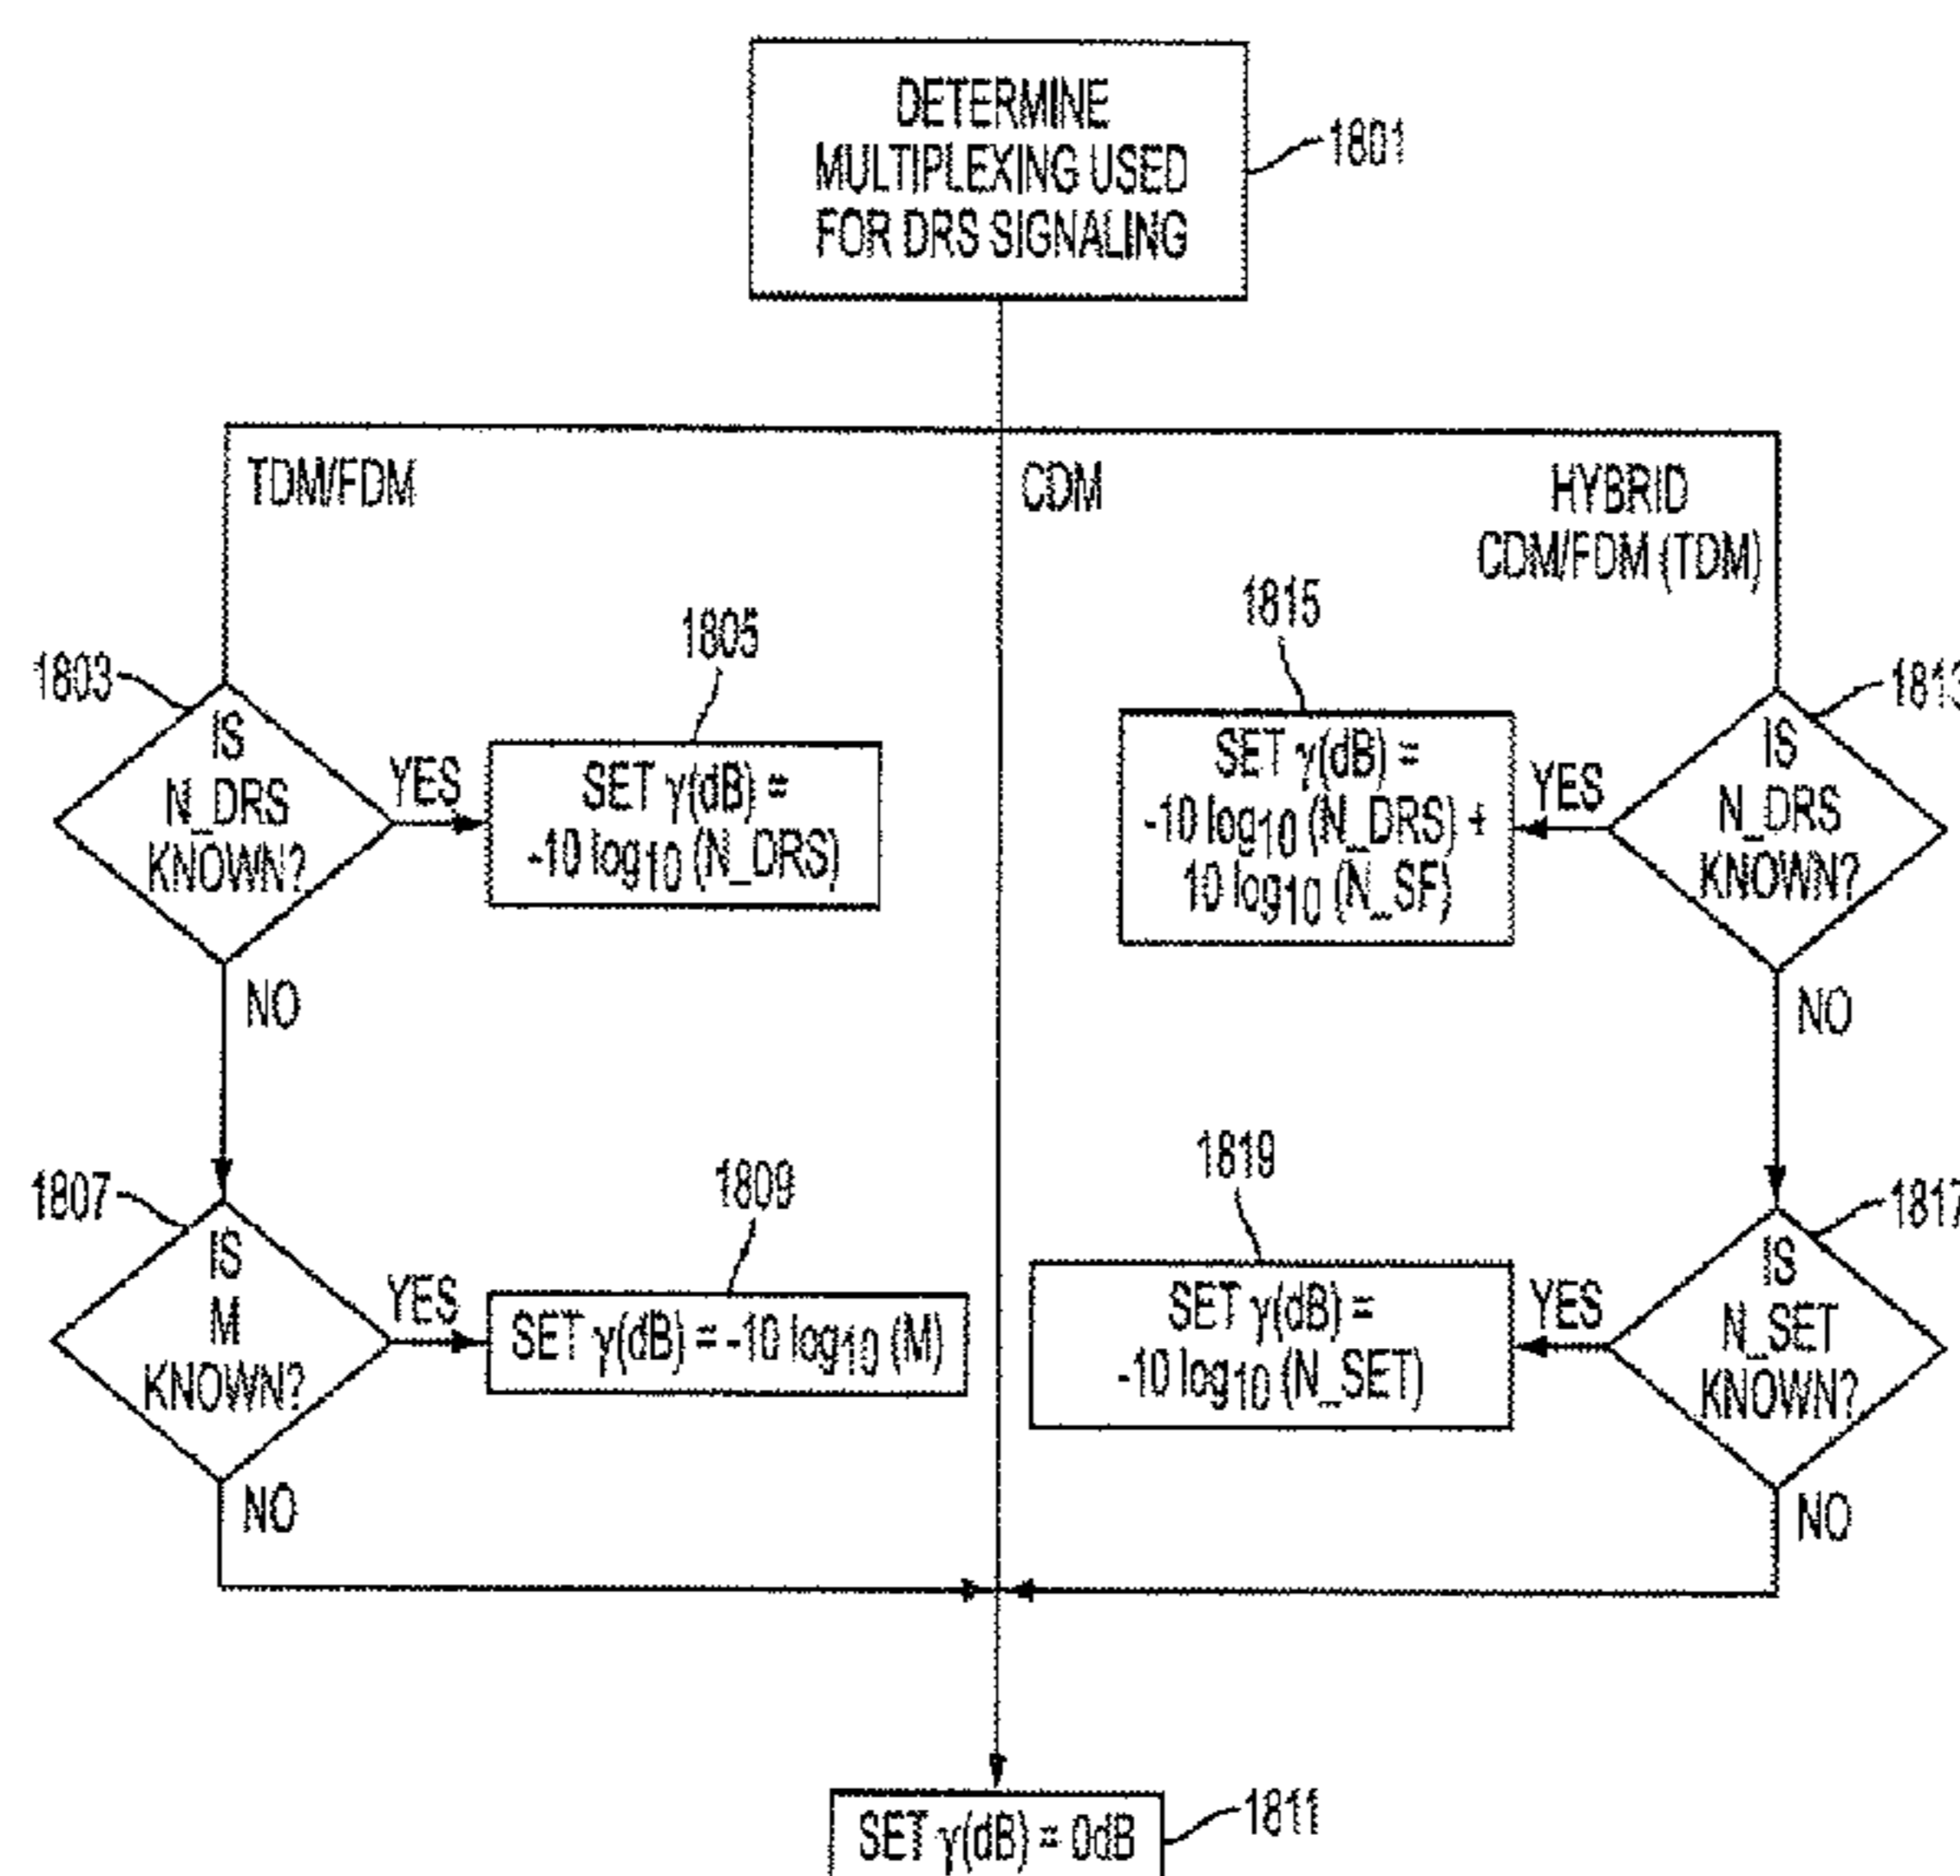 DETERMINE
MULTIPLEXING USED
FOR DRS SIGNALING
1801
TDM/FDM
CDM
HYBRID
CDM/FDM (TDM)
1803
IS
N_DRS
KNOWN?
YES
NO
1805
SET γ(dB) =
-10 log10 (N_DRS)
1815
SET γ(dB) =
-10 log10 (N_DRS) +
10 log10 (N_SF)
1813
IS
N_DRS
KNOWN?
YES
NO
1807
IS
M
KNOWN?
YES
NO
1809
SET γ(dB) = -10 log10 (M)
1819
SET γ(dB) =
-10 log10 (N_SET)
1817
IS
N_SET
KNOWN?
YES
NO
SET γ(dB) = 0dB
1811